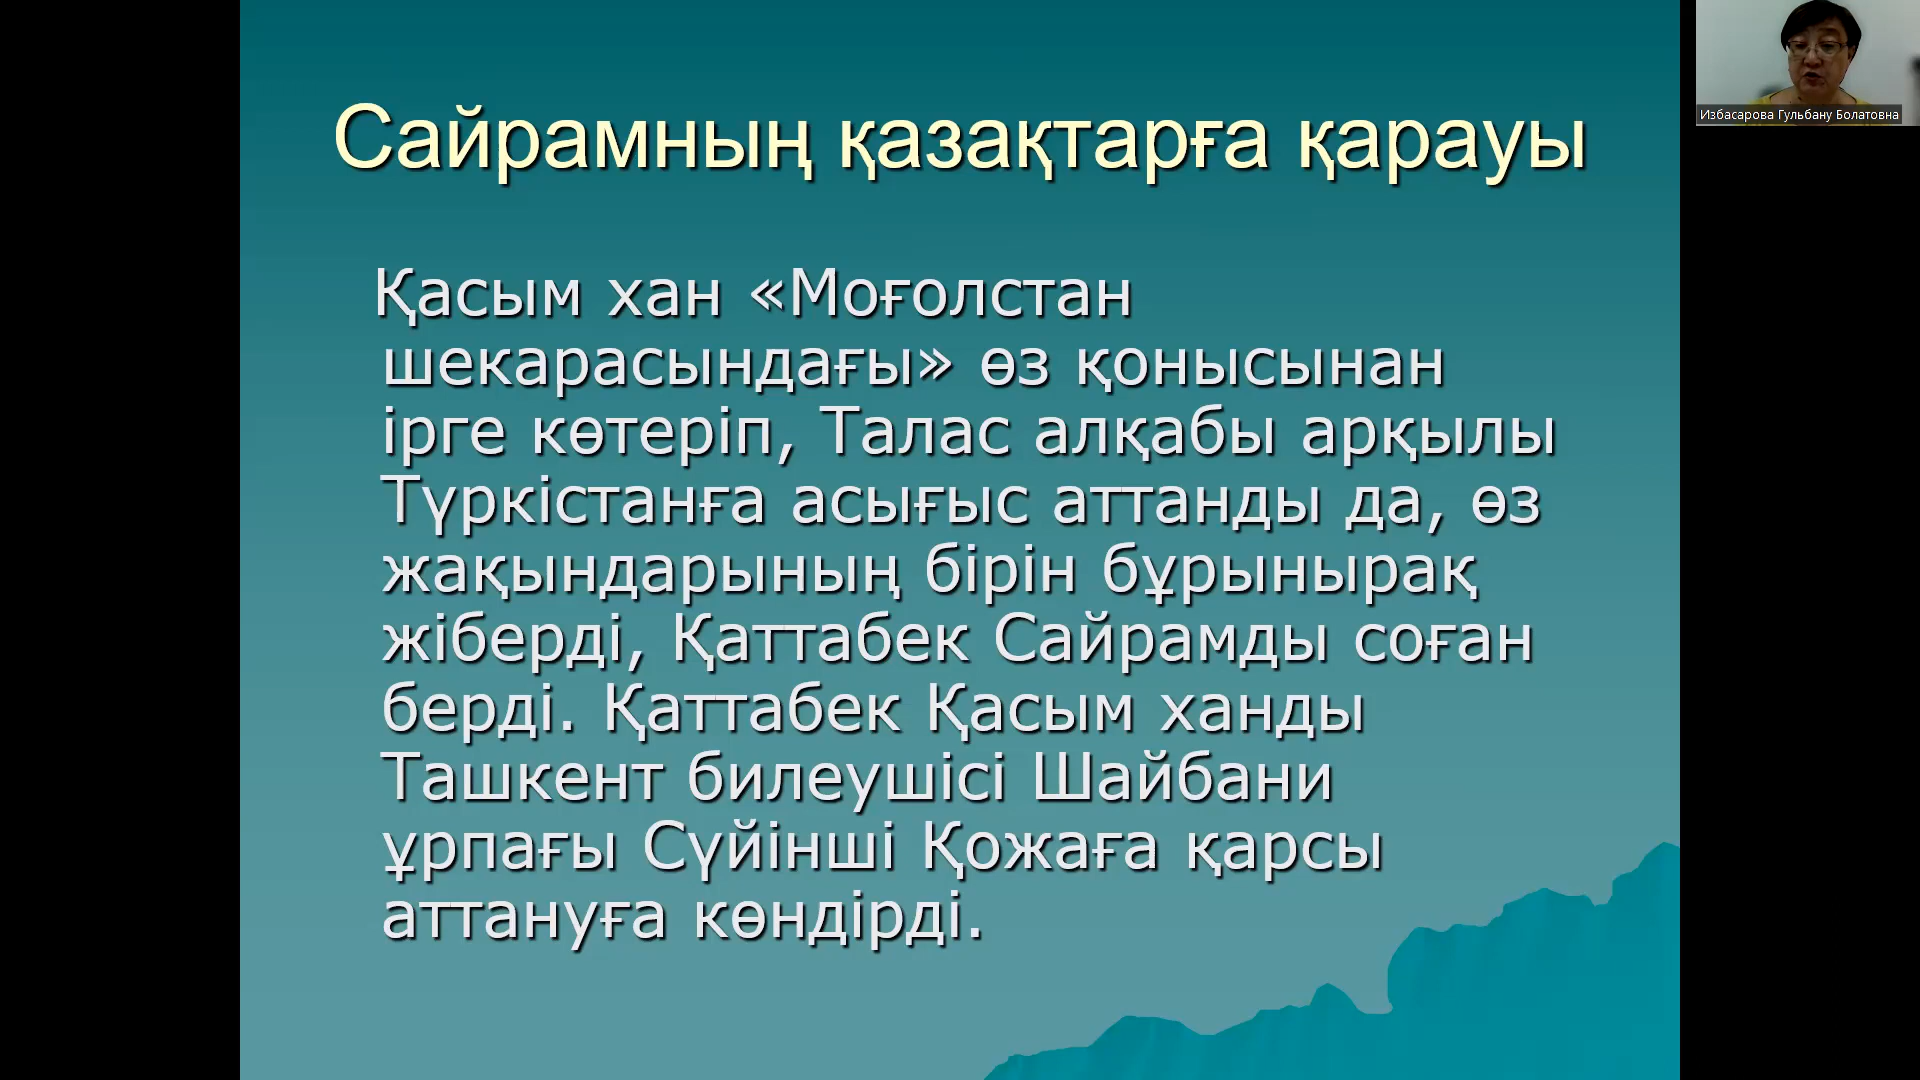 Сайрамның қазақтарға қарауы
Қасым хан «Моғолстан
шекарасындағы» өз қонысынан
ірге көтеріп, Талас алқабы арқылы
Түркістанға асығыс аттанды да, өз
жақындарының бірін бұрынырақ
жіберді, Қаттабек Сайрамды соған
берді. Қаттабек Қасым ханды
Ташкент билеушісі Шайбани
ұрпағы Сүйінші Қожаға қарсы
аттануға көндірді.
Избасарова Гульбану Болатовна